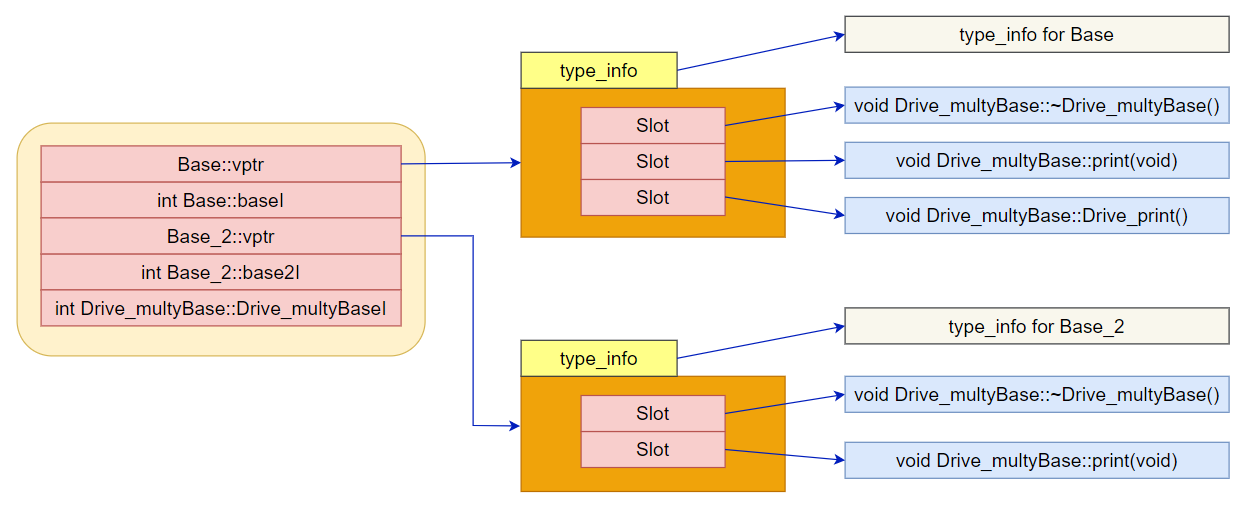 Base::vptr
int Base::baseI
Base_2::vptr
int Base_2::base2I
int Drive_multyBase::Drive_multyBaseI
type_info
Slot
Slot
Slot
type_info for Base
void Drive_multyBase::~Drive_multyBase()
void Drive_multyBase::print(void)
void Drive_multyBase::Drive_print()
type_info
Slot
Slot
type_info for Base_2
void Drive_multyBase::~Drive_multyBase()
void Drive_multyBase::print(void)